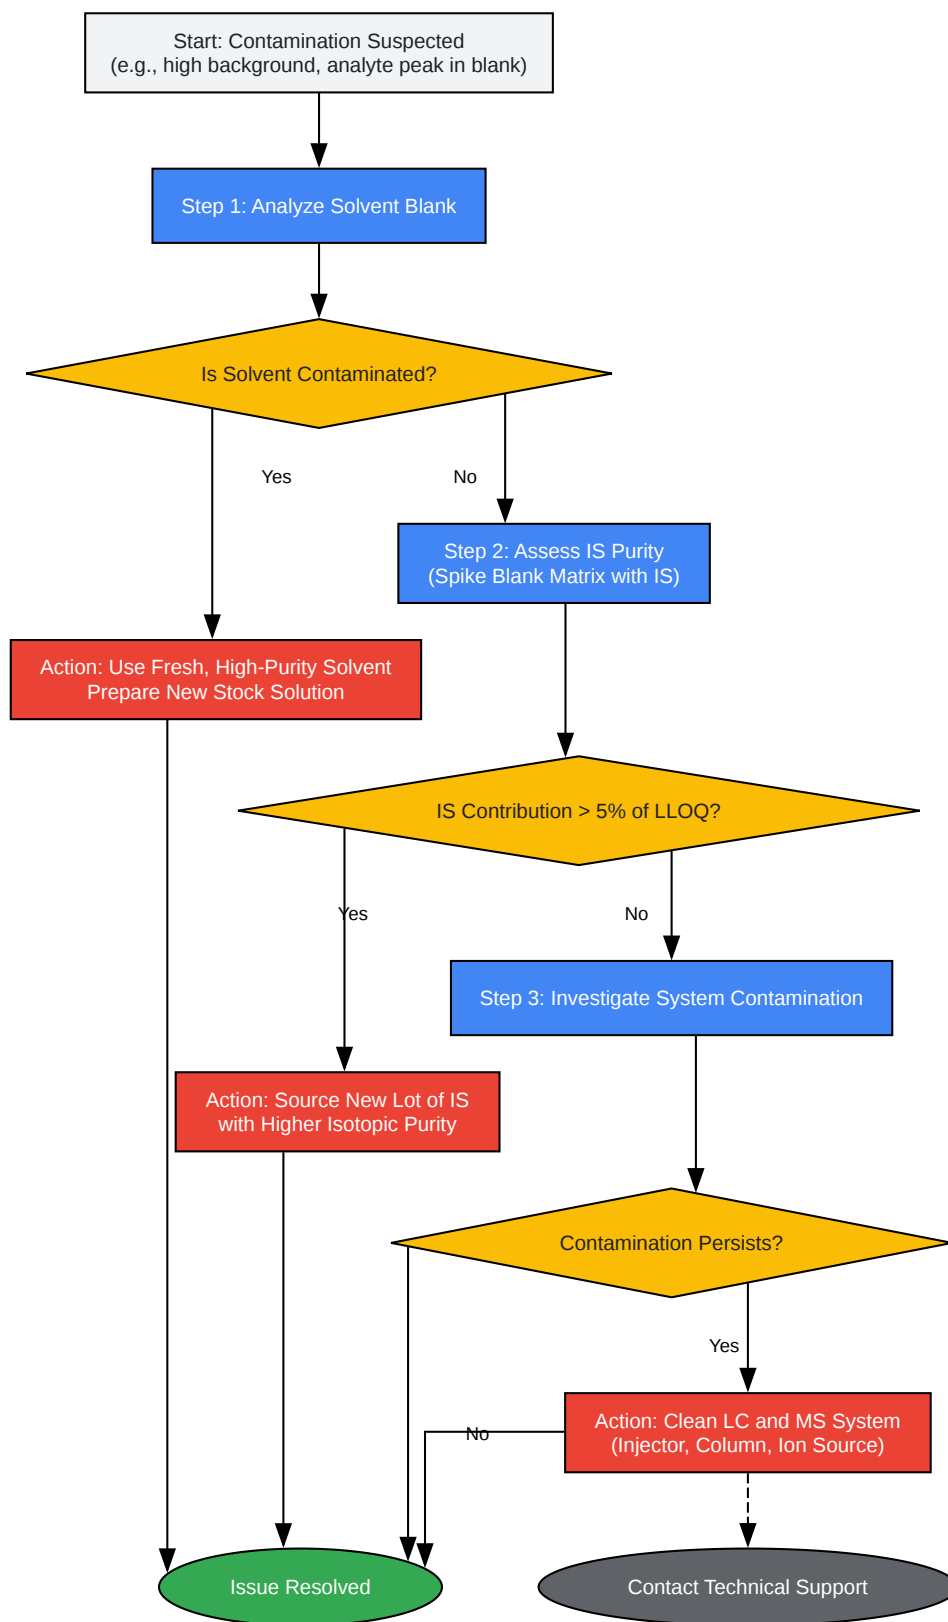 Start: Contamination Suspected
(e.g., high background, analyte peak in blank)
Step 1: Analyze Solvent Blank
Is Solvent Contaminated?
Yes
No
Step 2: Assess IS Purity
(Spike Blank Matrix with IS)
Action: Use Fresh, High-Purity Solvent
Prepare New Stock Solution
IS Contribution > 5% of LLOQ?
Yes
No
Step 3: Investigate System Contamination
Action: Source New Lot of IS
with Higher Isotopic Purity
Contamination Persists?
Yes
Action: Clean LC and MS System
(Injector, Column, Ion Source)
No
Issue Resolved
Contact Technical Support